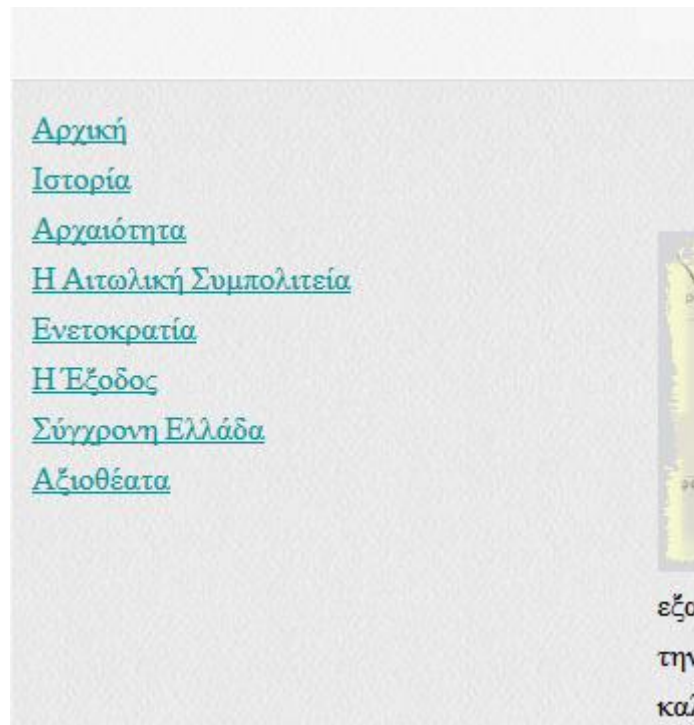 Αρχική
Ιστορία
Αρχαιότητα
Η Αιτωλική Συμπολιτεία
Ενετοκρατία
Η Έξοδος
Σύγχρονη Ελλάδα
Αξιοθέατα